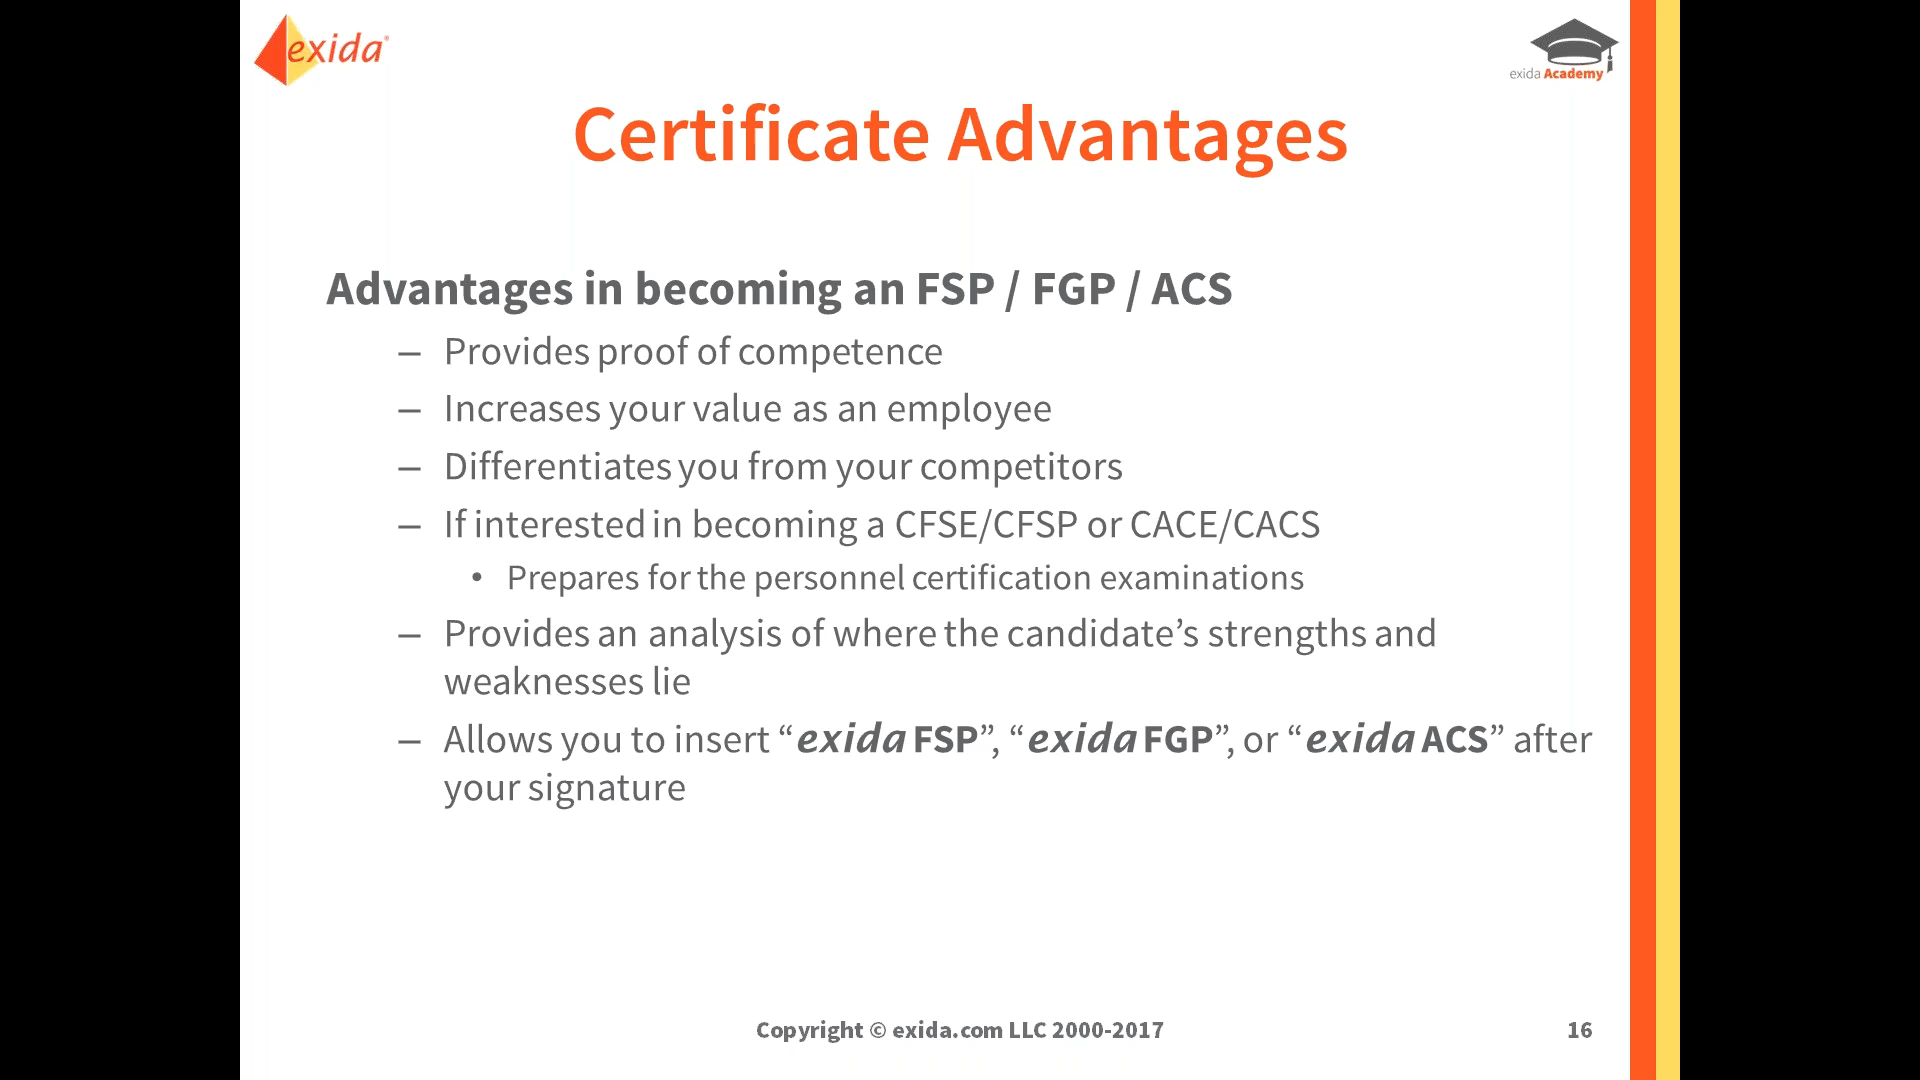 exida®
exida Academy
Certificate Advantages
Advantages in becoming an FSP / FGP / ACS
– Provides proof of competence
– Increases your value as an employee
– Differentiates you from your competitors
– If interested in becoming a CFSE/CFSP or CACE/CACS
• Prepares for the personnel certification examinations
– Provides an analysis of where the candidate’s strengths and
weaknesses lie
– Allows you to insert “exida FSP”, “exida FGP”, or “exida ACS” after
your signature
Copyright © exida.com LLC 2000-2017
16